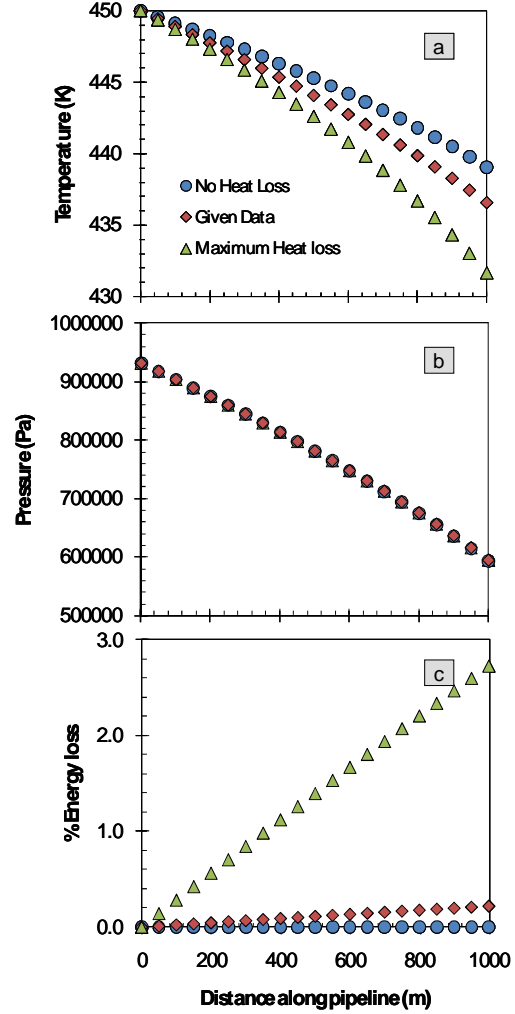 450
a
445
Temperature (K)
440
No Heat Loss
Given Data
435
Maximum Heat loss
430
1000000
b
900000
800000
Pressure (Pa)
700000
600000
500000
3.0
c
2.0
% Energy loss
1.0
0.0
0 200 400 600 800 1000
Distance along pipeline (m)